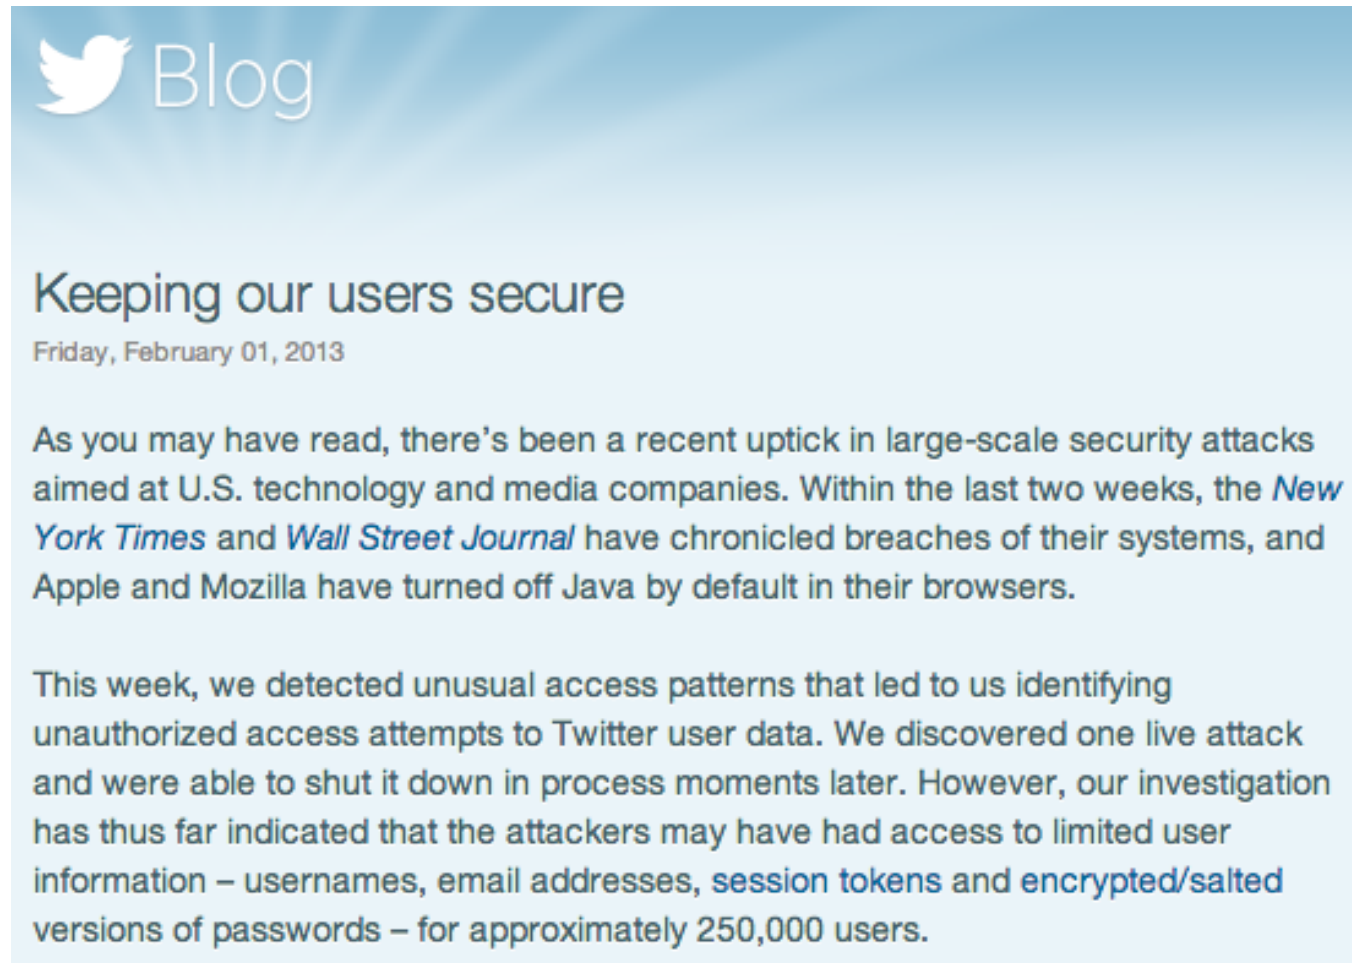 Blog
Keeping our users secure
Friday, February 01, 2013
As you may have read, there's been a recent uptick in large-scale security attacks
aimed at U.S. technology and media companies. Within the last two weeks, the New
York Times and Wall Street Journal have chronicled breaches of their systems, and
Apple and Mozilla have turned off Java by default in their browsers.
This week, we detected unusual access patterns that led to us identifying
unauthorized access attempts to Twitter user data. We discovered one live attack
and were able to shut it down in process moments later. However, our investigation
has thus far indicated that the attackers may have had access to limited user
information – usernames, email addresses, session tokens and encrypted/salted
versions of passwords – for approximately 250,000 users.